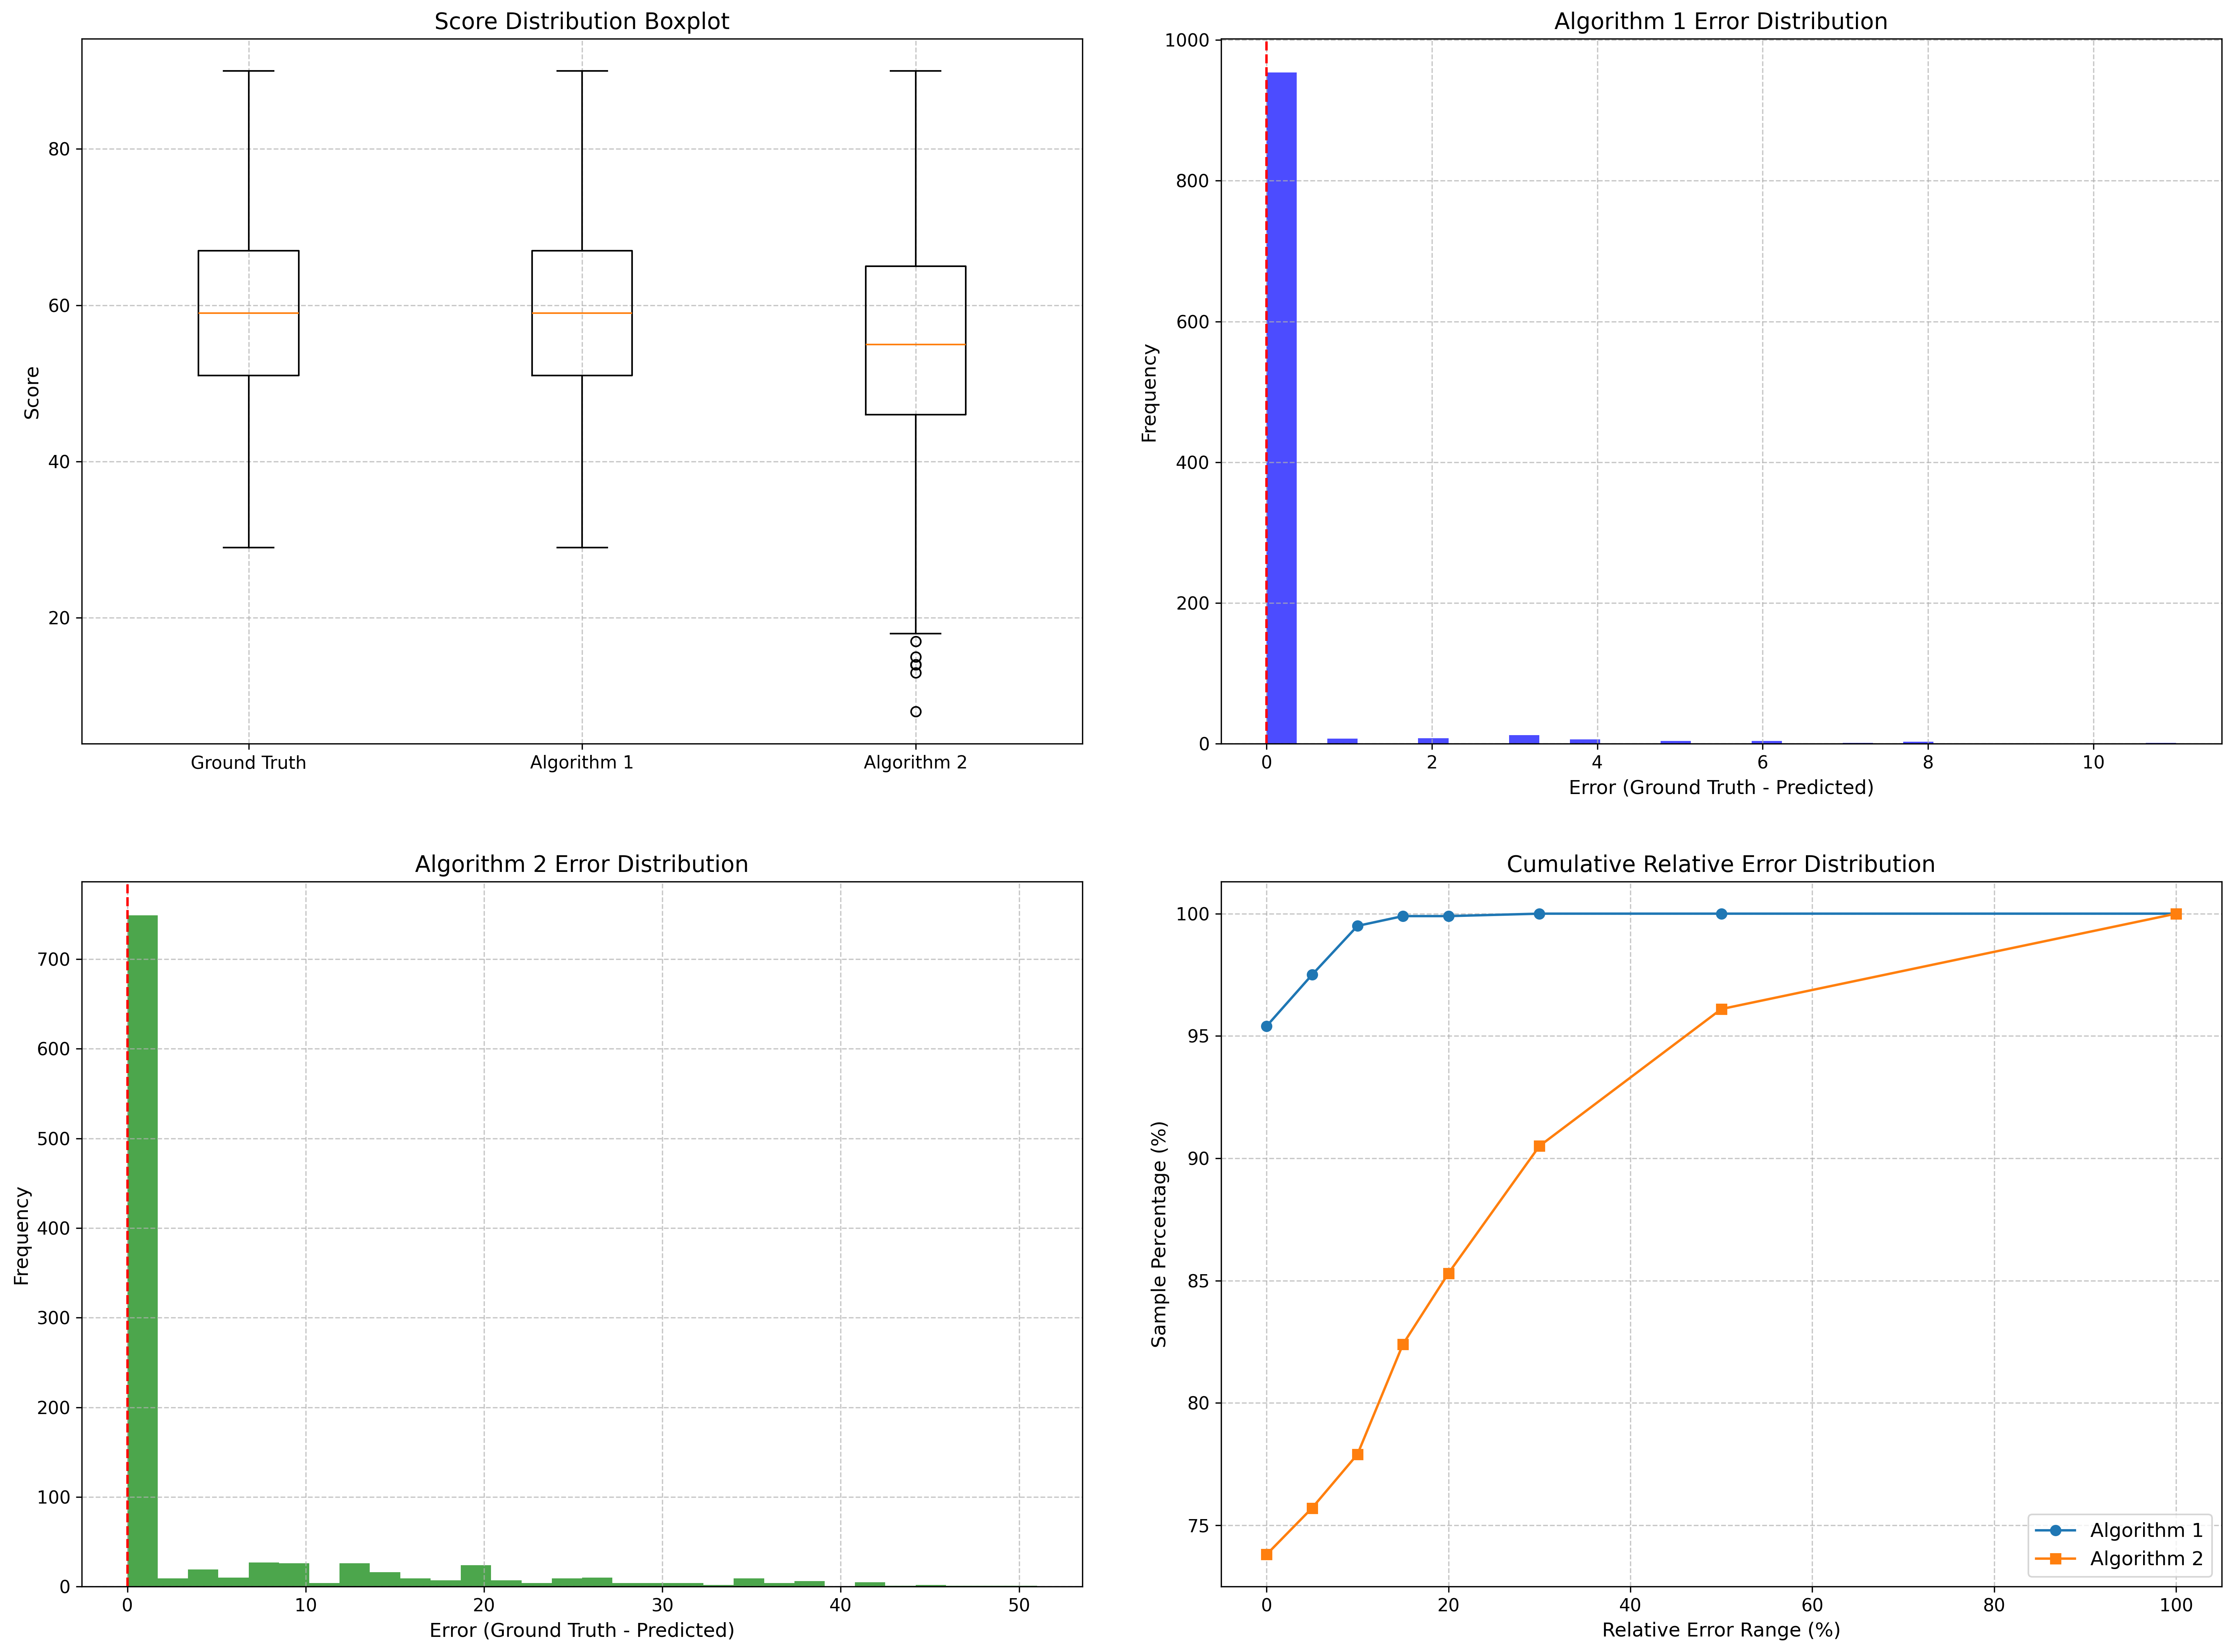 Score Distribution Boxplot
Score
80
60
40
20
Ground Truth
Algorithm 1
Algorithm 2
Algorithm 1 Error Distribution
Frequency
1000
800
600
400
200
0
0
2
4
6
8
10
Error (Ground Truth - Predicted)
Algorithm 2 Error Distribution
Frequency
700
600
500
400
300
200
100
0
0
10
20
30
40
50
Error (Ground Truth - Predicted)
Cumulative Relative Error Distribution
Sample Percentage (%)
100
95
90
85
80
75
Algorithm 1
Algorithm 2
0
20
40
60
80
100
Relative Error Range (%)